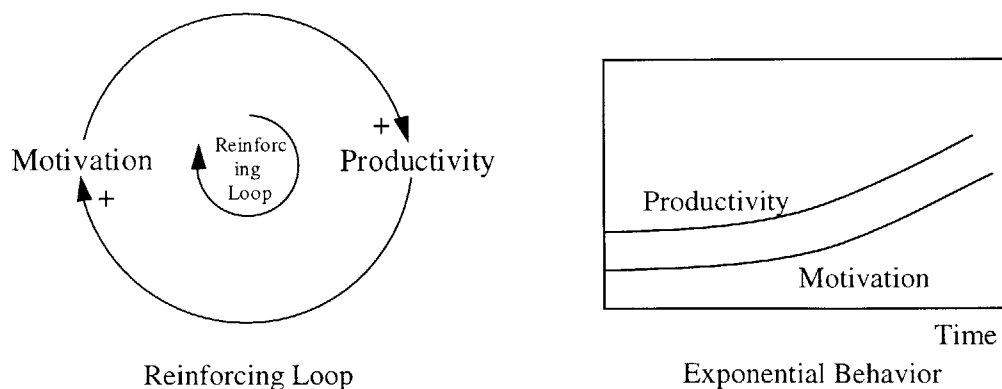 +
Motivation
+
Reinforc
ing
Loop
Productivity
Reinforcing Loop
Productivity
Motivation
Time
Exponential Behavior